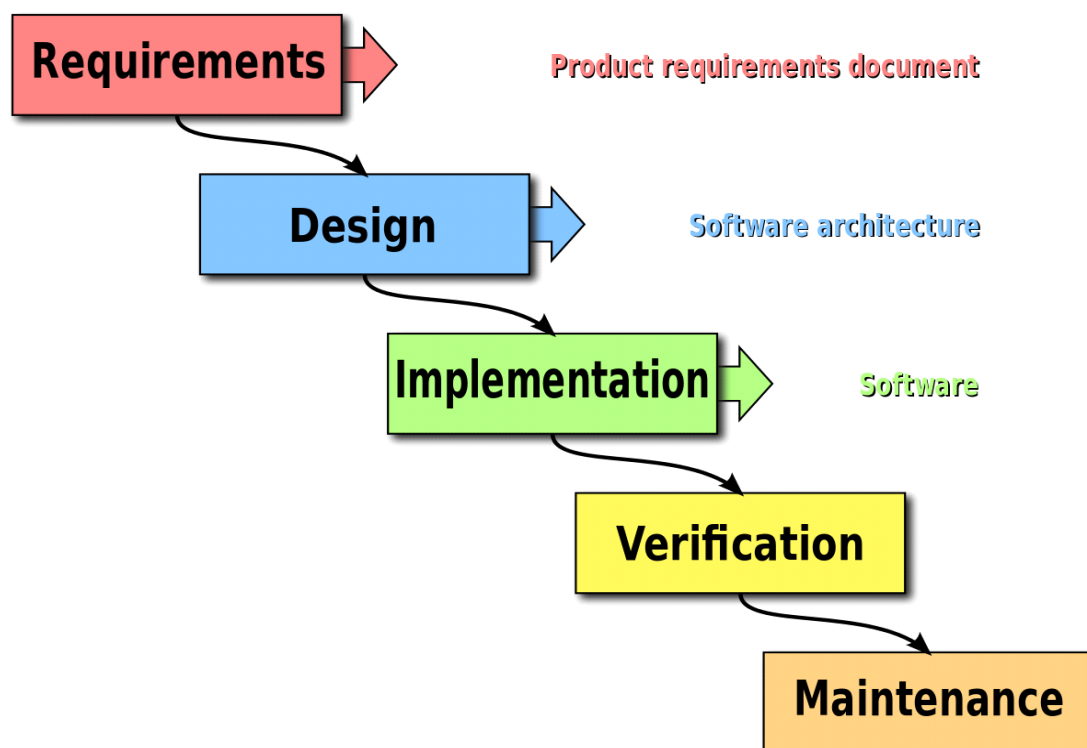 Requirements
Product requirements document
Design
Software architecture
Implementation
Software
Verification
Maintenance